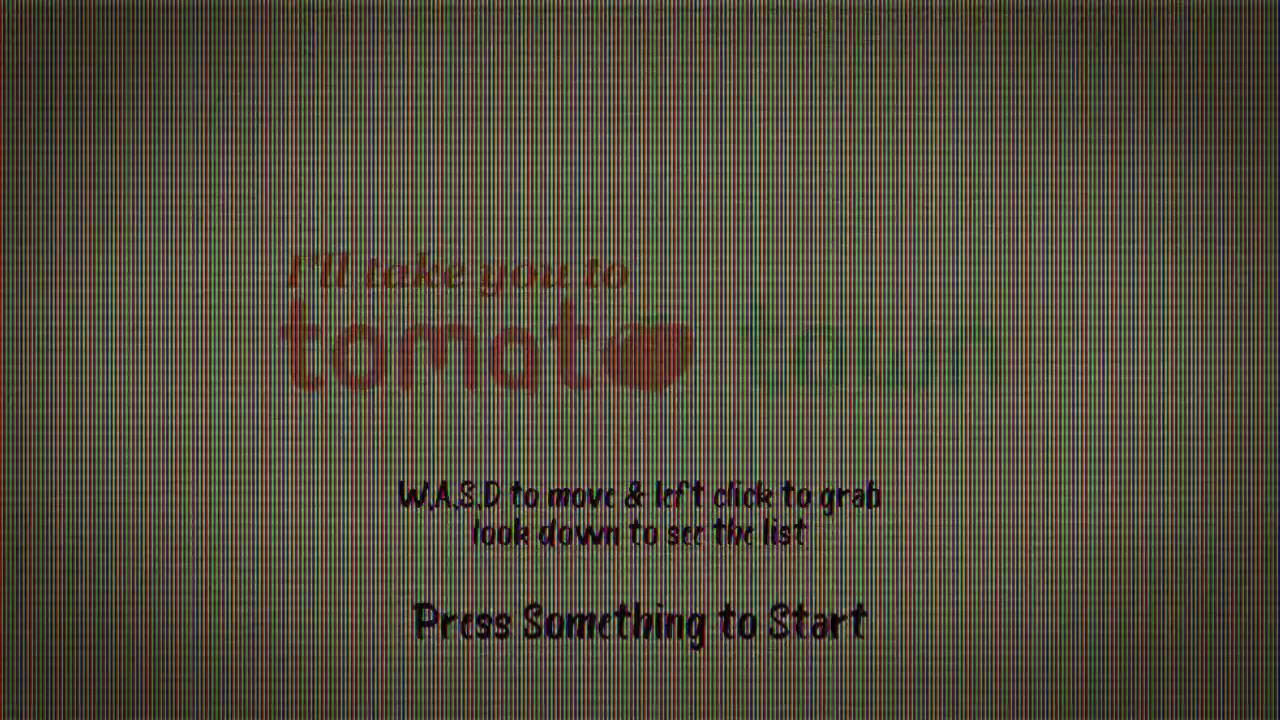 I'll take you to
tomato town
W,A,S,D to move & left click to grab
look down to see the list
Press Something to Start